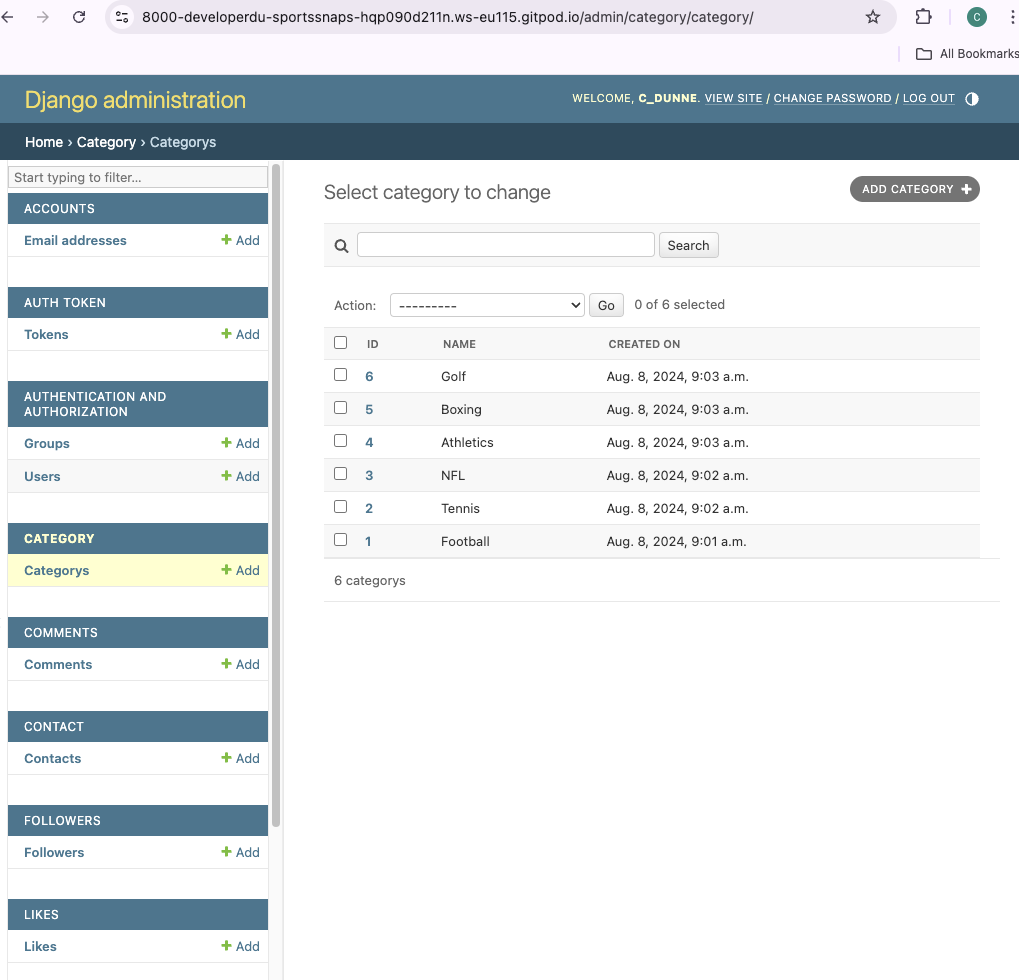 8000-developerdu-sportssnaps-hqp090d211n.ws-eu115.gitpod.io/admin/category/category/
C
All Bookmarks
Django administration
WELCOME, C_DUNNE. VIEW SITE / CHANGE PASSWORD / LOG OUT
Home › Category › Categorys
Start typing to filter...
ACCOUNTS
Email addresses + Add
AUTH TOKEN
Tokens + Add
AUTHENTICATION AND
AUTHORIZATION
Groups + Add
Users + Add
CATEGORY
Categorys + Add
COMMENTS
Comments + Add
CONTACT
Contacts + Add
FOLLOWERS
Followers + Add
LIKES
Likes + Add
Select category to change
ADD CATEGORY +
Search
Action: --------- Go 0 of 6 selected
ID NAME CREATED ON
6 Golf Aug. 8, 2024, 9:03 a.m.
5 Boxing Aug. 8, 2024, 9:03 a.m.
4 Athletics Aug. 8, 2024, 9:03 a.m.
3 NFL Aug. 8, 2024, 9:02 a.m.
2 Tennis Aug. 8, 2024, 9:02 a.m.
1 Football Aug. 8, 2024, 9:01 a.m.
6 categorys